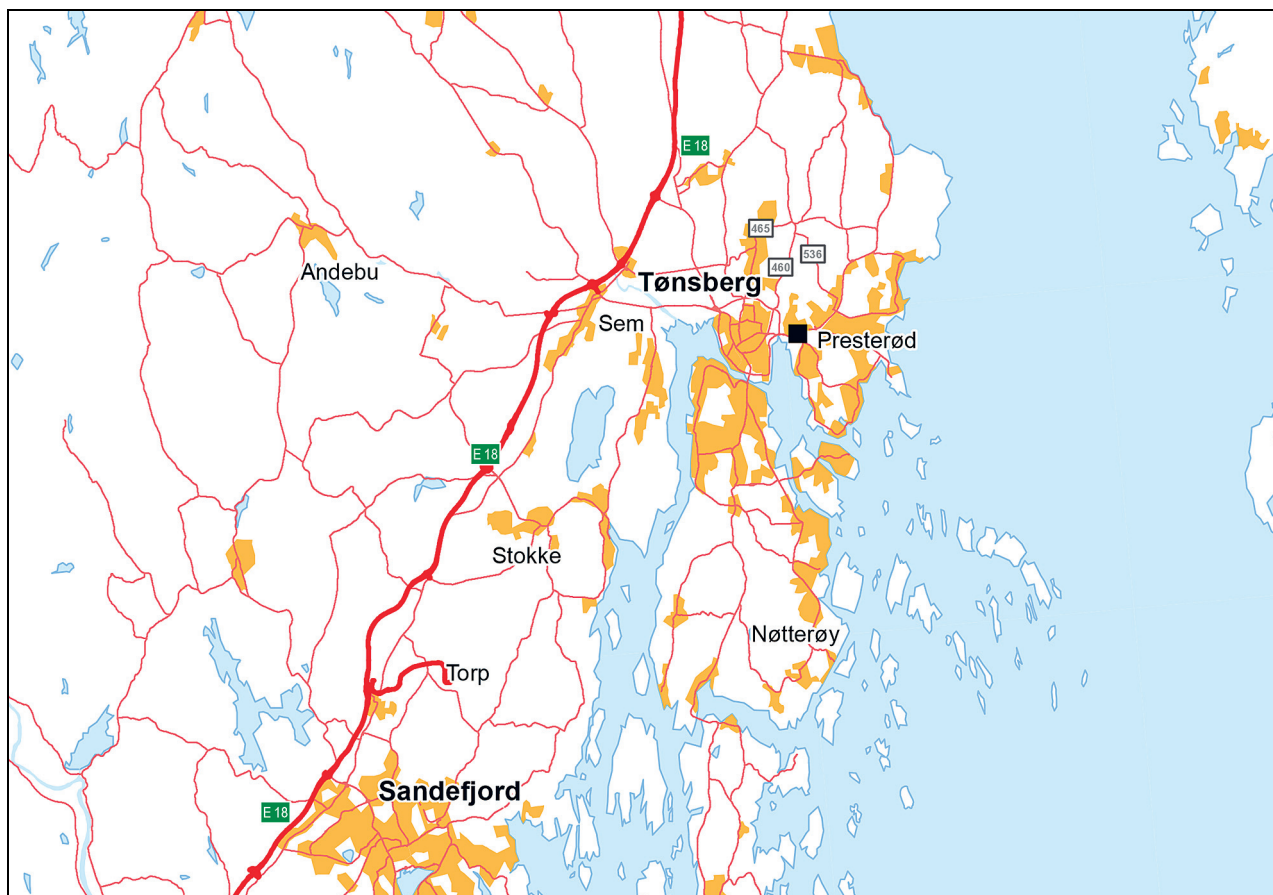 E 18
465
536
460
Andebu
Tønsberg
Sem
Presterød
E 18
Stokke
Nøtterøy
Torp
Sandefjord
E 18